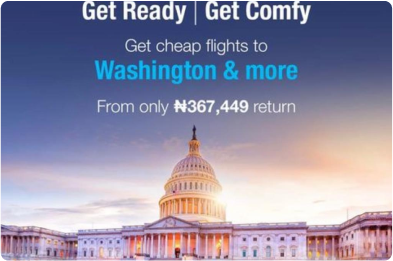 Get Ready | Get Comfy
Get cheap flights to
Washington & more
From only ₦367,449 return